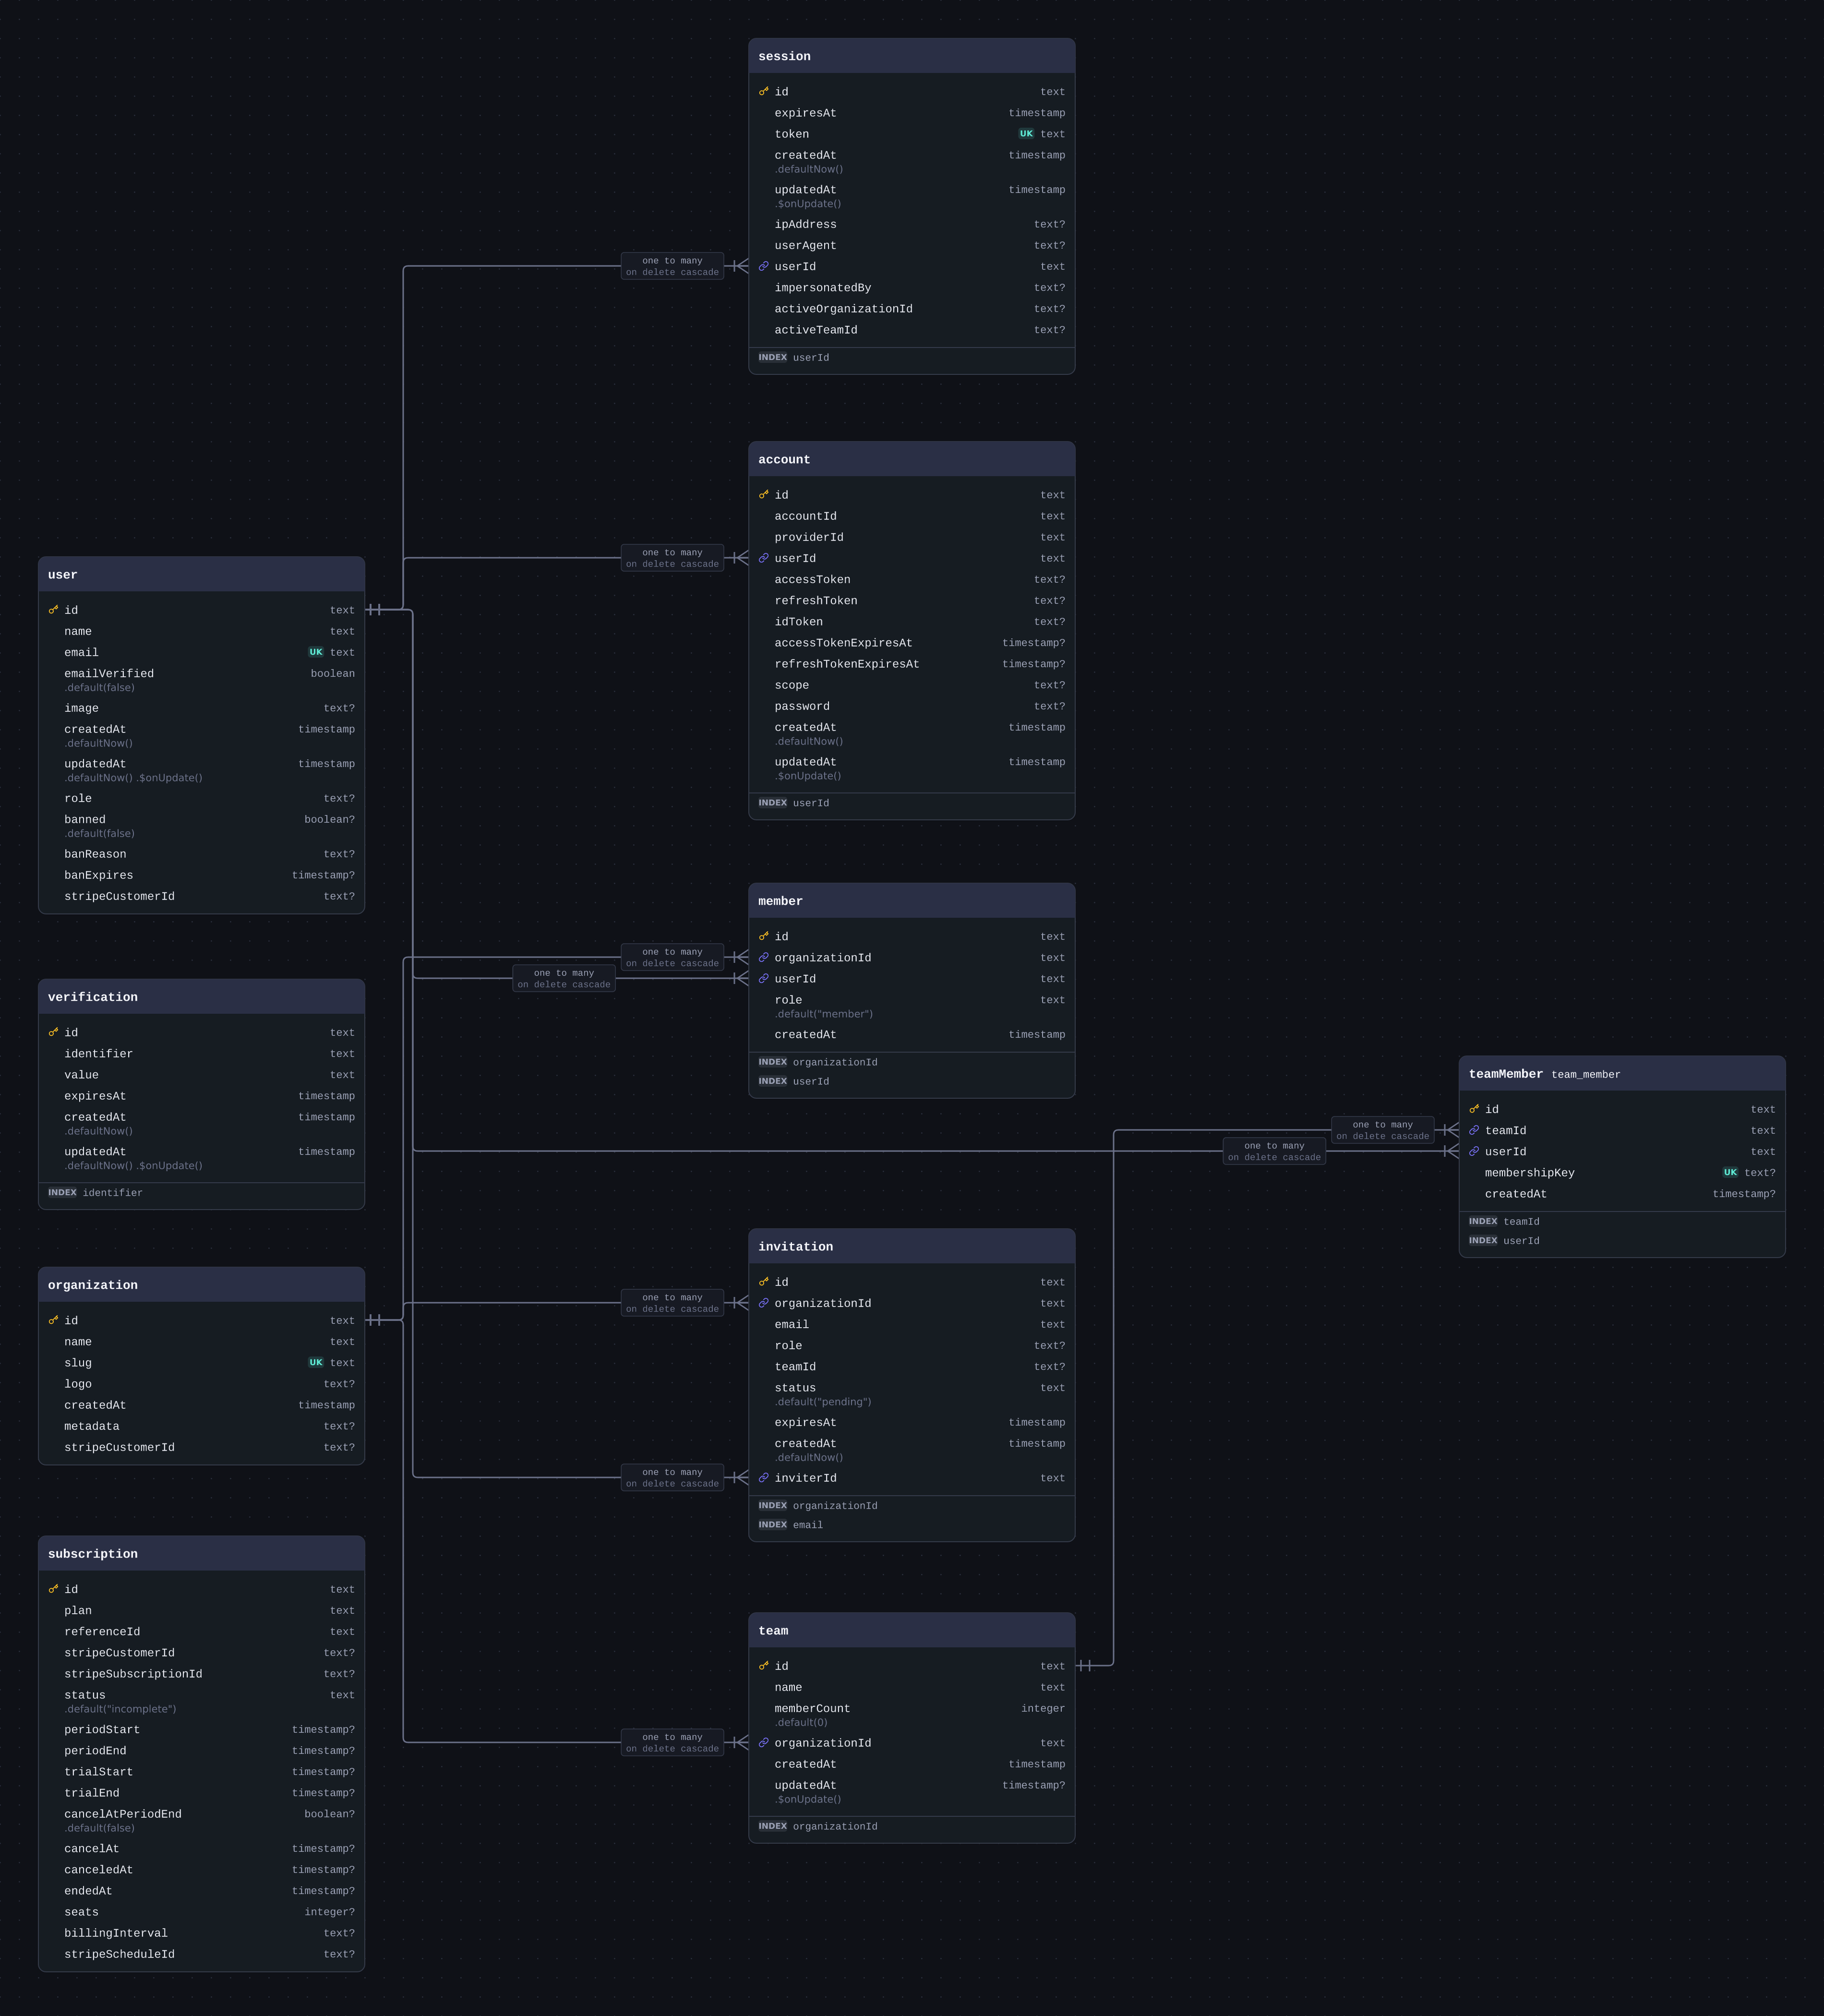 session
id text
expiresAt timestamp
token UK text
createdAt timestamp
.defaultNow()
updatedAt timestamp
.$onUpdate()
ipAddress text?
userAgent text?
userId text
impersonatedBy text?
activeOrganizationId text?
activeTeamId text?
INDEX userId
one to many
on delete cascade
account
id text
accountId text
providerId text
userId text
accessToken text?
refreshToken text?
idToken text?
accessTokenExpiresAt timestamp?
refreshTokenExpiresAt timestamp?
scope text?
password text?
createdAt timestamp
.defaultNow()
updatedAt timestamp
.$onUpdate()
INDEX userId
one to many
on delete cascade
user
id text
name text
email UK text
emailVerified boolean
.default(false)
image text?
createdAt timestamp
.defaultNow()
updatedAt timestamp
.defaultNow() .$onUpdate()
role text?
banned boolean?
.default(false)
banReason text?
banExpires timestamp?
stripeCustomerId text?
member
id text
organizationId text
userId text
role text
.default("member")
createdAt timestamp
INDEX organizationId
INDEX userId
one to many
on delete cascade
one to many
on delete cascade
verification
id text
identifier text
value text
expiresAt timestamp
createdAt timestamp
.defaultNow()
updatedAt timestamp
.defaultNow() .$onUpdate()
INDEX identifier
teamMember team_member
id text
teamId text
userId text
membershipKey UK text?
createdAt timestamp?
INDEX teamId
INDEX userId
one to many
on delete cascade
one to many
on delete cascade
invitation
id text
organizationId text
email text
role text?
teamId text?
status text
.default("pending")
expiresAt timestamp
createdAt timestamp
.defaultNow()
inviterId text
INDEX organizationId
INDEX email
one to many
on delete cascade
one to many
on delete cascade
organization
id text
name text
slug UK text
logo text?
createdAt timestamp
metadata text?
stripeCustomerId text?
subscription
id text
plan text
referenceId text
stripeCustomerId text?
stripeSubscriptionId text?
status text
.default("incomplete")
periodStart timestamp?
periodEnd timestamp?
trialStart timestamp?
trialEnd timestamp?
cancelAtPeriodEnd boolean?
.default(false)
cancelAt timestamp?
canceledAt timestamp?
endedAt timestamp?
seats integer?
billingInterval text?
stripeScheduleId text?
team
id text
name text
memberCount integer
.default(0)
organizationId text
createdAt timestamp
updatedAt timestamp?
.$onUpdate()
INDEX organizationId
one to many
on delete cascade